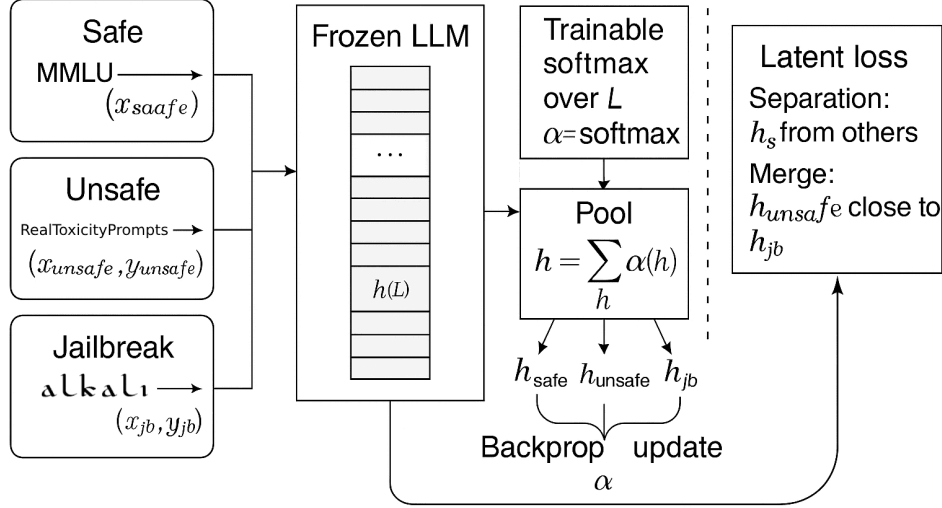 Safe
MMLU
(x_saafe)
Unsafe
RealToxicityPrompts
(x_unsafe, y_unsafe)
Jailbreak
alkalı
(x_jb, y_jb)
Frozen LLM
...
h(L)
Trainable
softmax
over L
α=softmax
Pool
h = ∑_h α(h)
h_safe h_unsafe h_jb
Backprop update
α
Latent loss
Separation:
h_s from others
Merge:
h_unsafe close to
h_jb